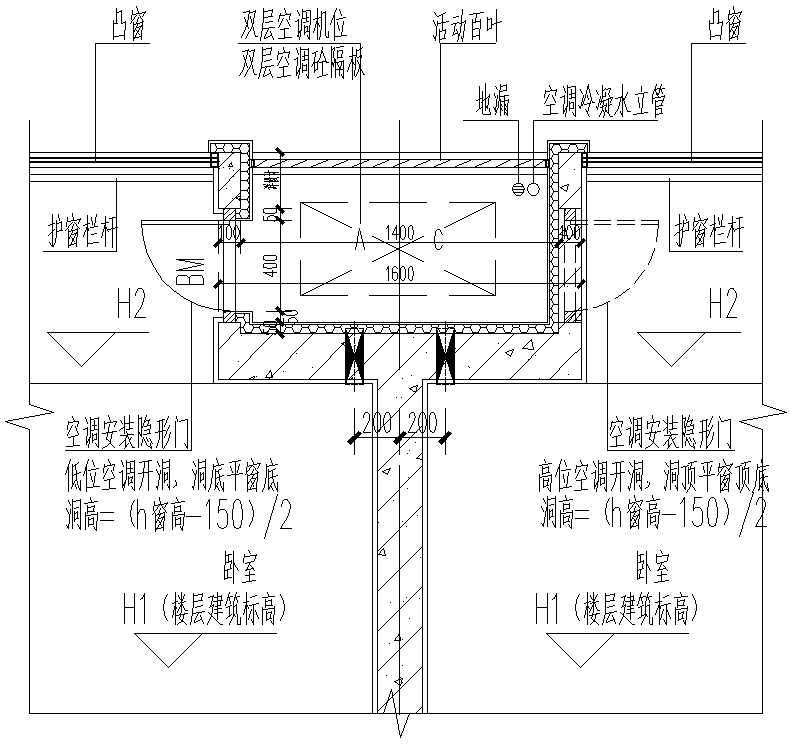 凸窗
双层空调机位
双层空调砼隔板
活动百叶
凸窗
地漏
空调冷凝水立管
护窗栏杆
护窗栏杆
50
100
A
1400
C
100
BM
400
1600
H2
50
50
H2
200
200
空调安装隐形门
低位空调开洞，洞底平窗底
洞高=(h窗高-150)/2
空调安装隐形门
高位空调开洞，洞顶平窗顶底
洞高=(h窗高-150)/2
卧室
H1(楼层建筑标高)
卧室
H1(楼层建筑标高)